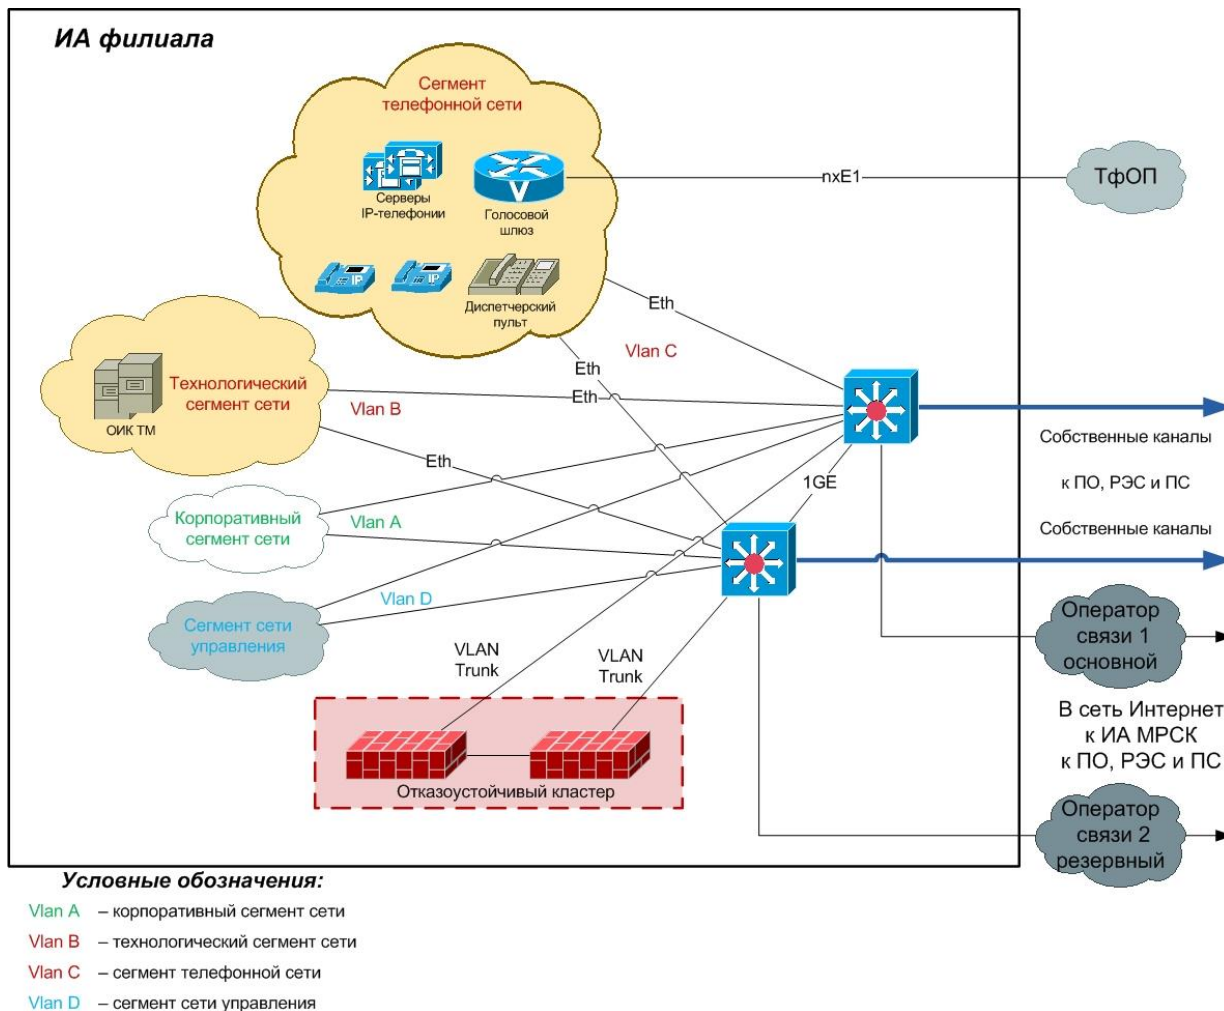 ИА филиала
Сегмент
телефонной сети
Серверы
IP-телефонии
V
Голосовой
шлюз
nxE1
ТфОП
IP
IP
Диспетчерский
пульт
Eth
Vlan C
Eth
Технологический
сегмент сети
ОИК ТМ
Vlan B
Eth
Eth
Собственные каналы
к ПО, РЭС и ПС
1GE
Корпоративный
сегмент сети
Vlan A
Собственные каналы
Сегмент сети
управления
Vlan D
VLAN
Trunk
VLAN
Trunk
Оператор
связи 1
основной
В сеть Интернет
к ИА МРСК
к ПО, РЭС и ПС
Отказоустойчивый кластер
Оператор
связи 2
резервный
Условные обозначения:
Vlan A – корпоративный сегмент сети
Vlan B – технологический сегмент сети
Vlan C – сегмент телефонной сети
Vlan D – сегмент сети управления